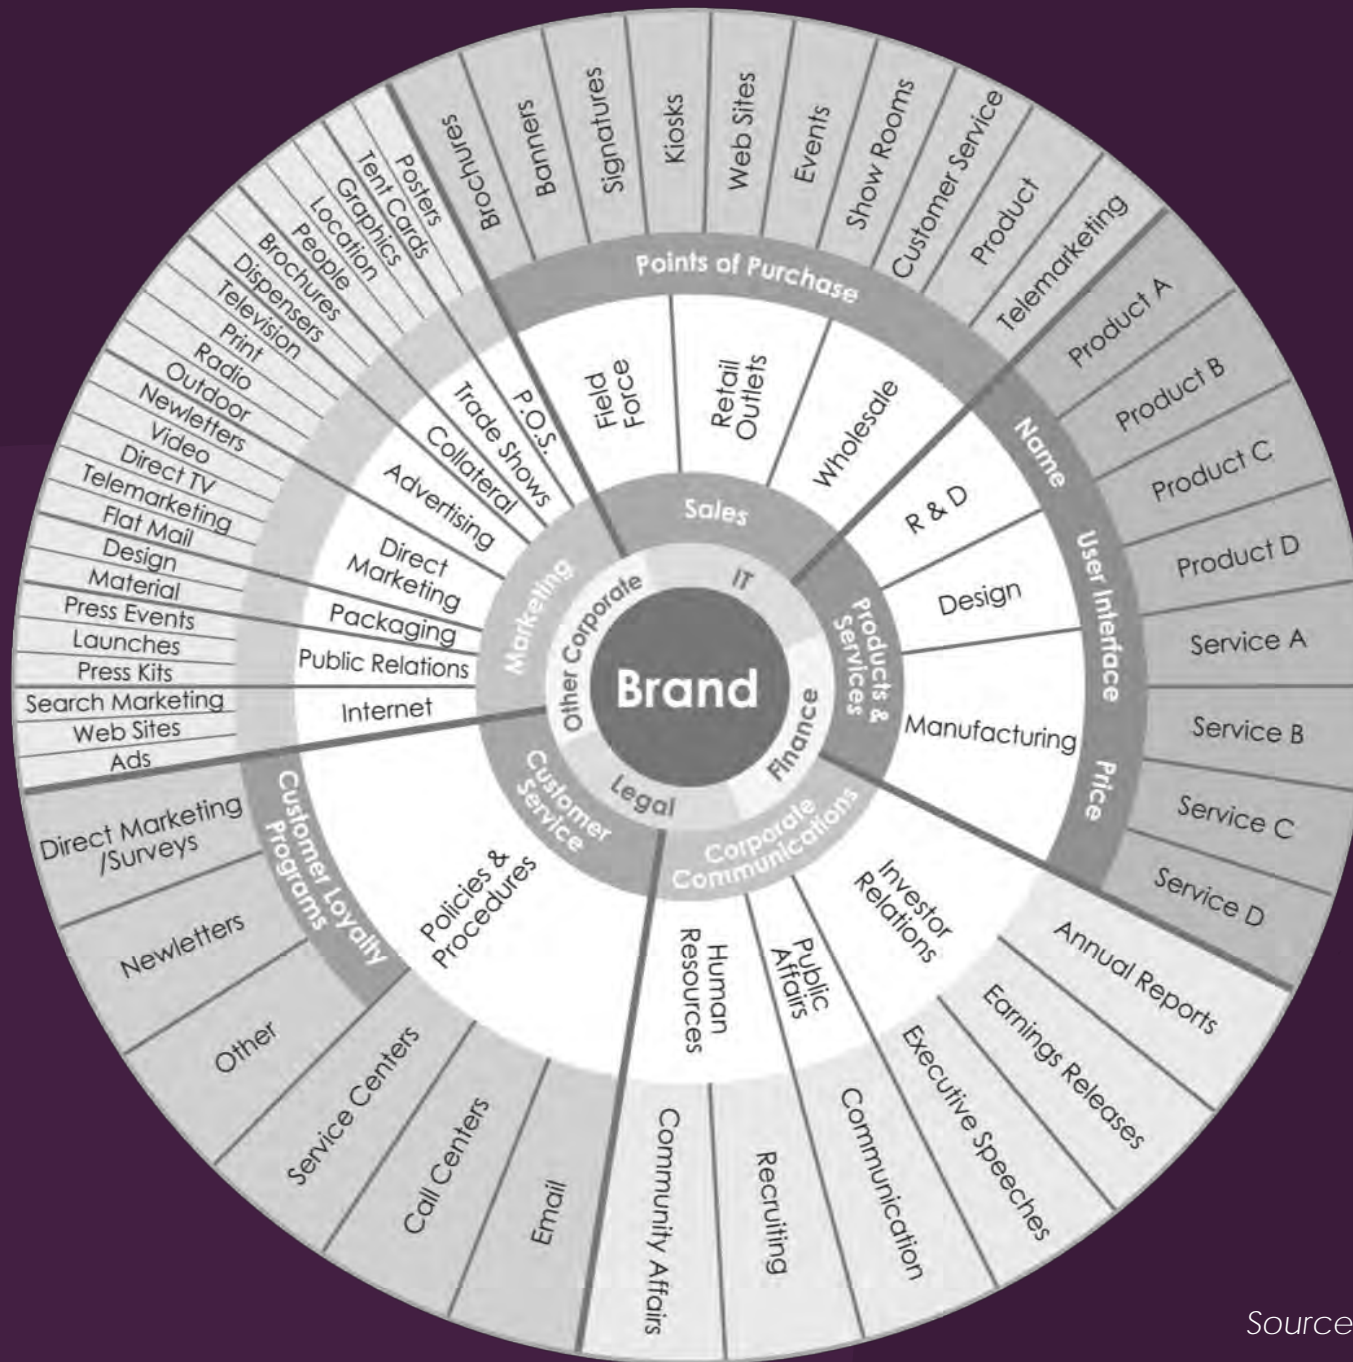 Brand
IT
Finance
Legal
Other Corporate
Sales
Products &
Services
Corporate
Communications
Customer
Service
Marketing
Field
Force
Retail
Outlets
Wholesale
R & D
Design
Manufacturing
Investor
Relations
Public
Affairs
Human
Resources
Policies &
Procedures
Internet
Public Relations
Packaging
Direct
Marketing
Advertising
Collateral
Trade Shows
P.O.S.
Points of Purchase
Name
User Interface
Price
Customer Loyalty
Programs
Brochures
Banners
Signatures
Kiosks
Web Sites
Events
Show Rooms
Customer Service
Product
Telemarketing
Product A
Product B
Product C
Product D
Service A
Service B
Service C
Service D
Annual Reports
Earnings Releases
Executive Speeches
Communication
Recruiting
Community Affairs
Email
Call Centers
Service Centers
Other
Newletters
Direct Marketing
/Surveys
Ads
Web Sites
Search Marketing
Press Kits
Launches
Press Events
Material
Design
Flat Mail
Telemarketing
Direct TV
Video
Newletters
Outdoor
Radio
Print
Television
Dispensers
Brochures
People
Location
Graphics
Tent Cards
Posters
Source